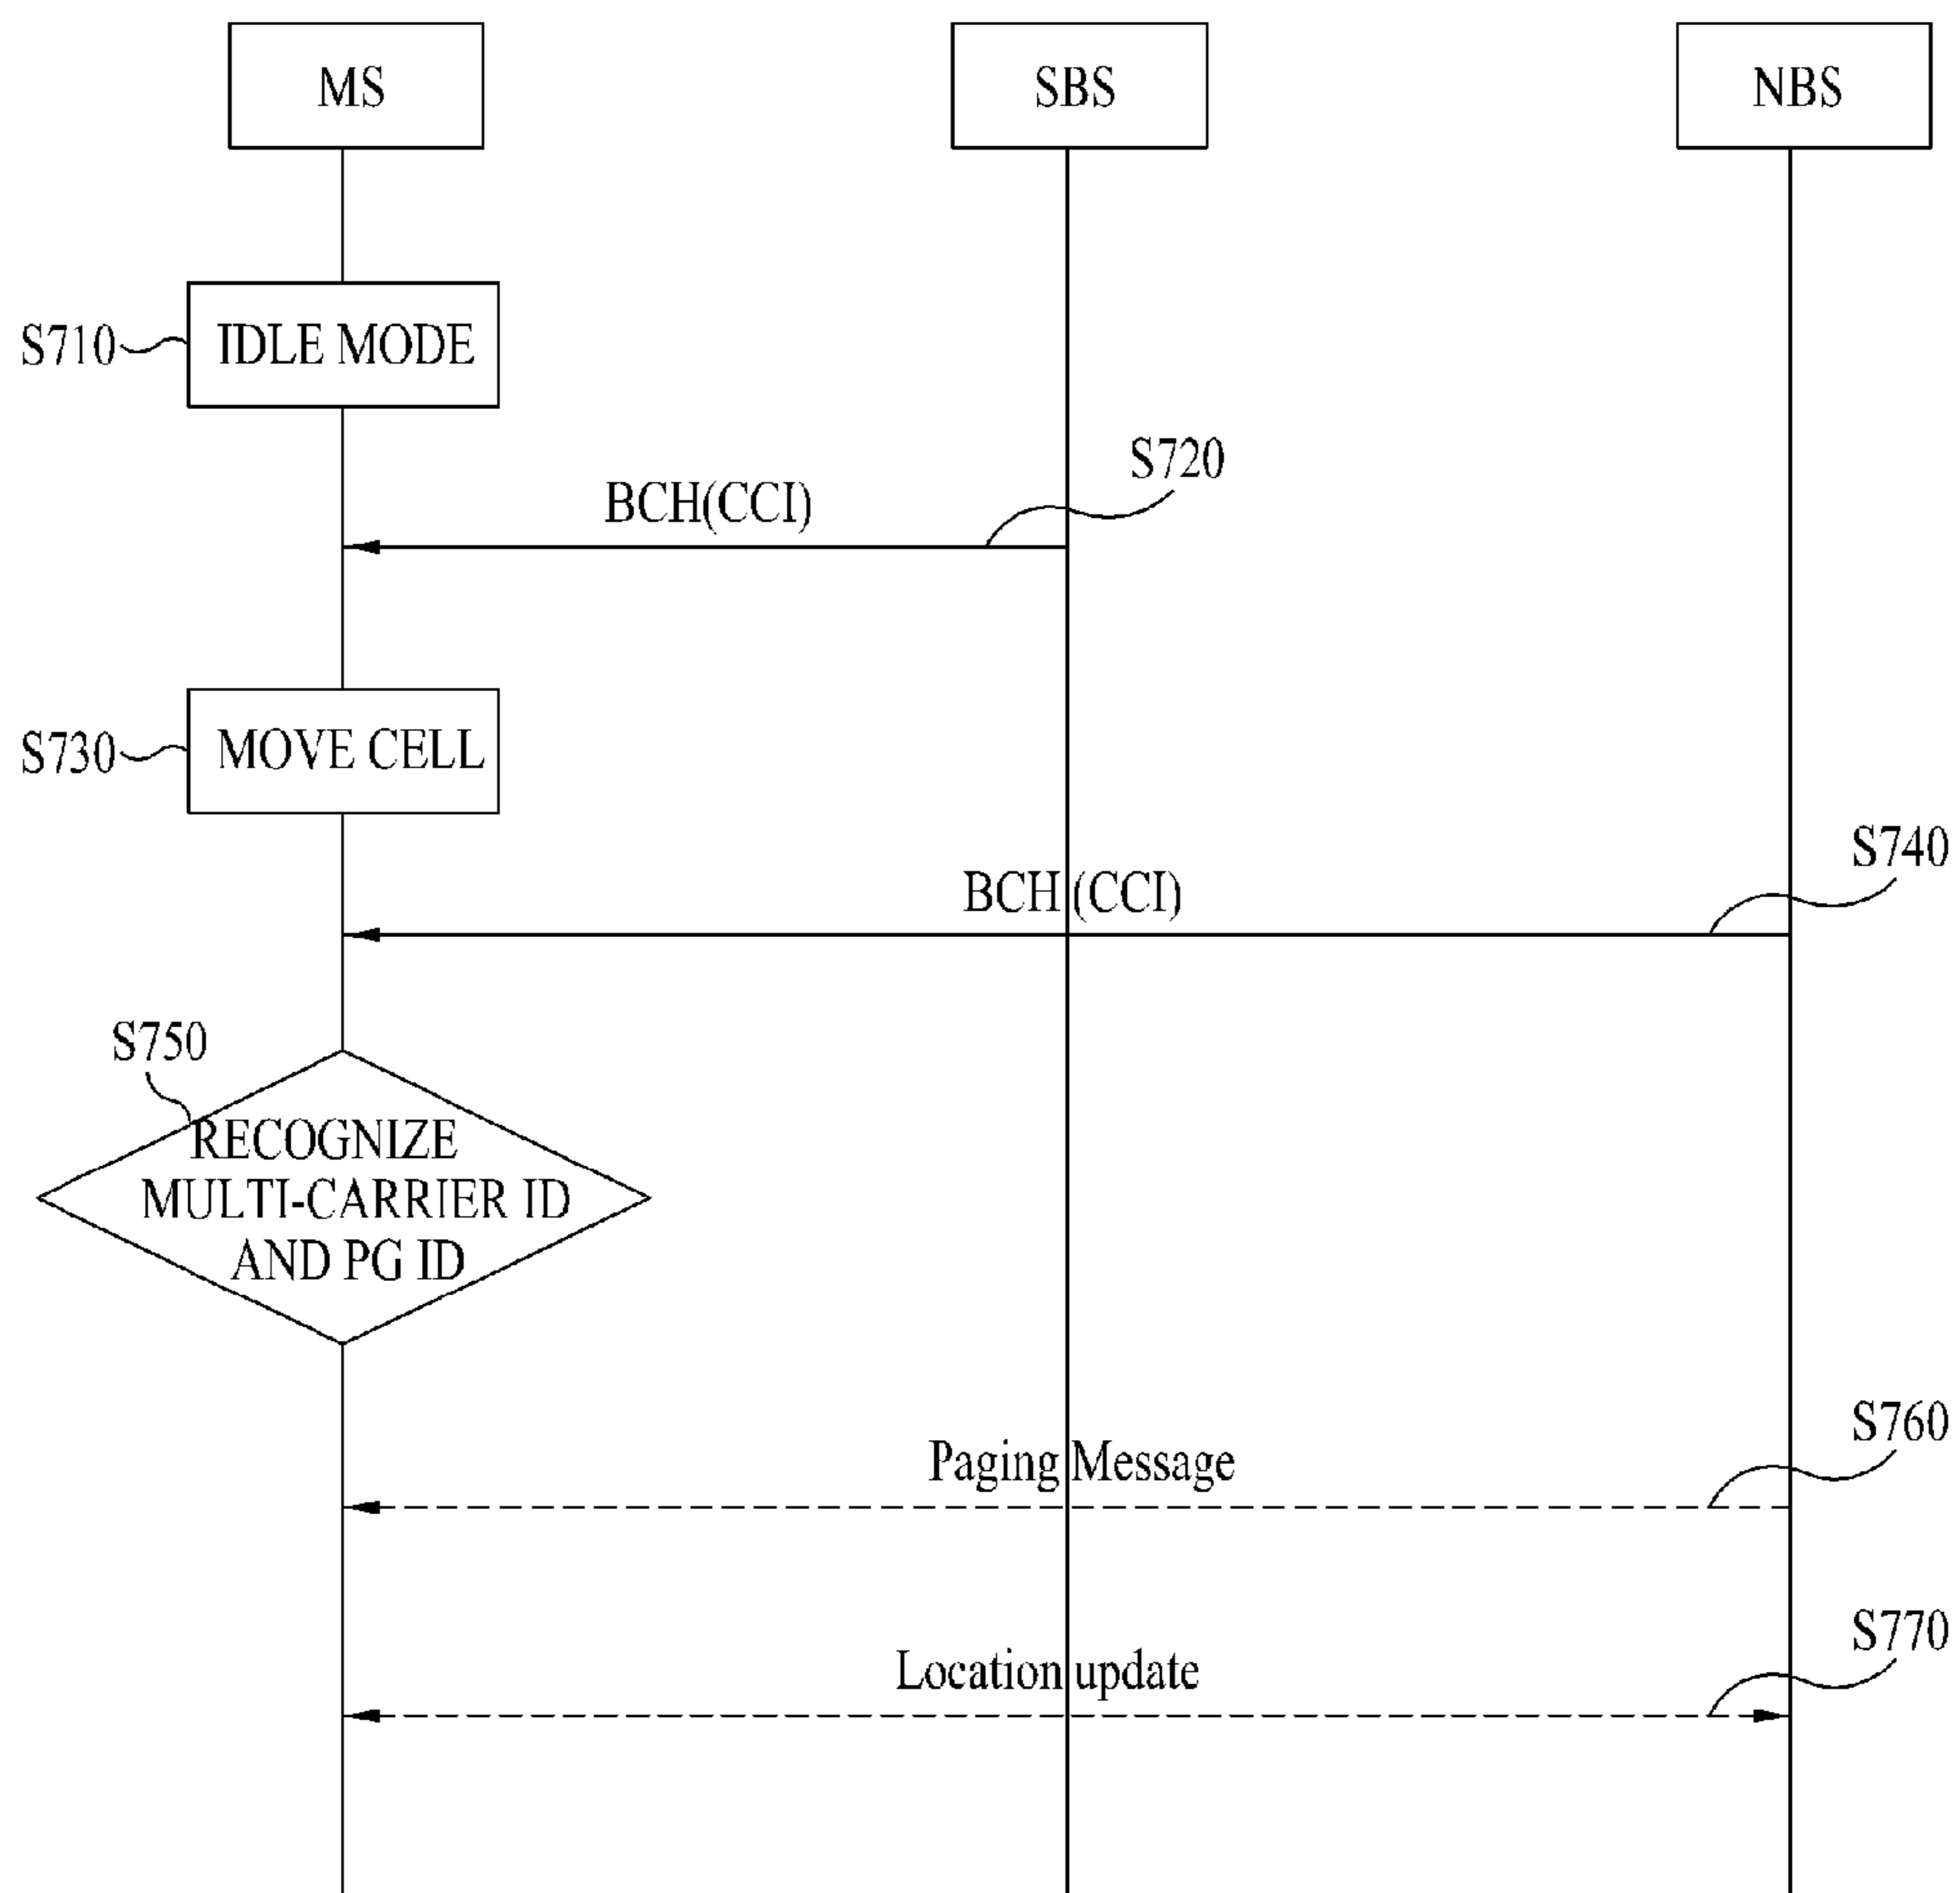 MS
SBS
NBS
S710
IDLE MODE
S720
BCH(CCI)
S730
MOVE CELL
S740
BCH (CCI)
S750
RECOGNIZE
MULTI-CARRIER ID
AND PG ID
S760
Paging Message
S770
Location update